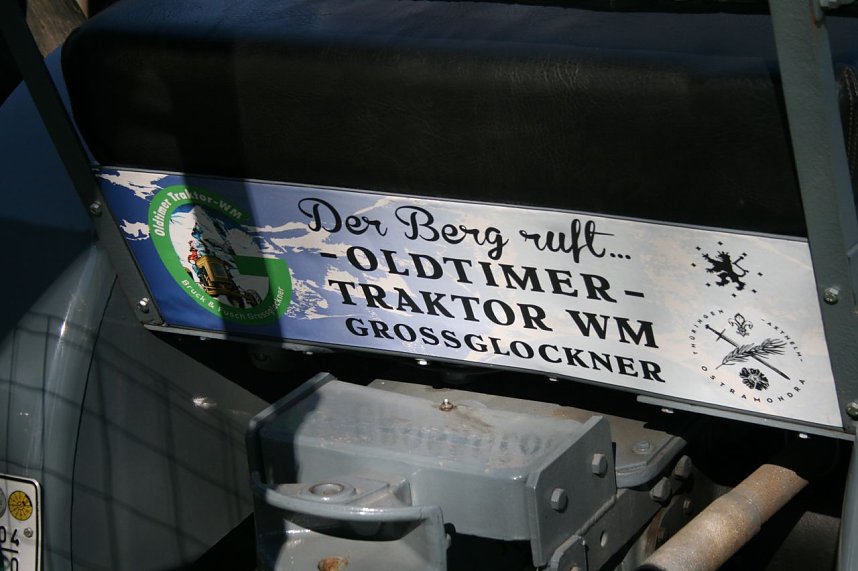 Oldtimer Traktor-WM
Bruck & Fusch Grossglockner
Der Berg ruft...
- OLDTIMER -
TRAKTOR WM
GROSSGLOCKNER
THÜRINGEN
OSTRAMONDRA